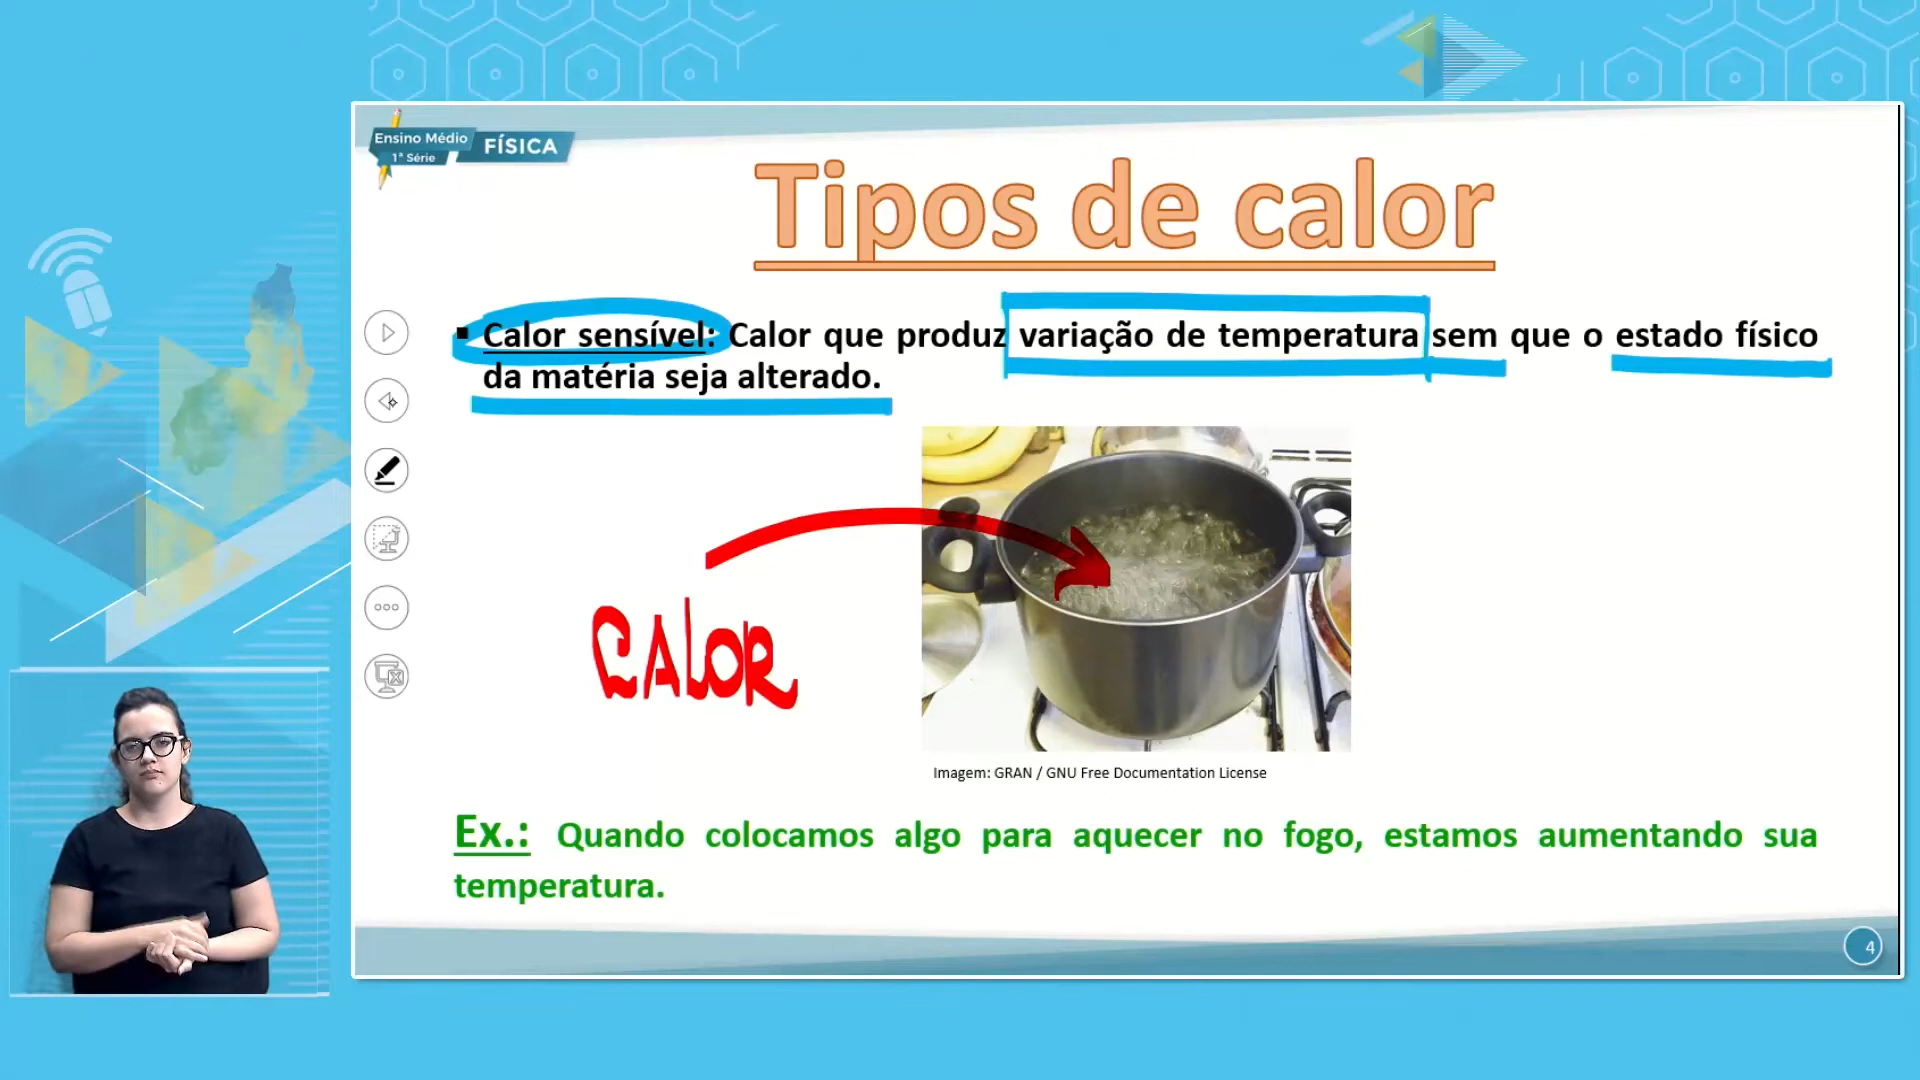 Ensino Médio
1ª Série
FÍSICA
Tipos de calor
▪ Calor sensível: Calor que produz variação de temperatura sem que o estado físico
da matéria seja alterado.
CALOR
Imagem: GRAN / GNU Free Documentation License
Ex.: Quando colocamos algo para aquecer no fogo, estamos aumentando sua
temperatura.
4